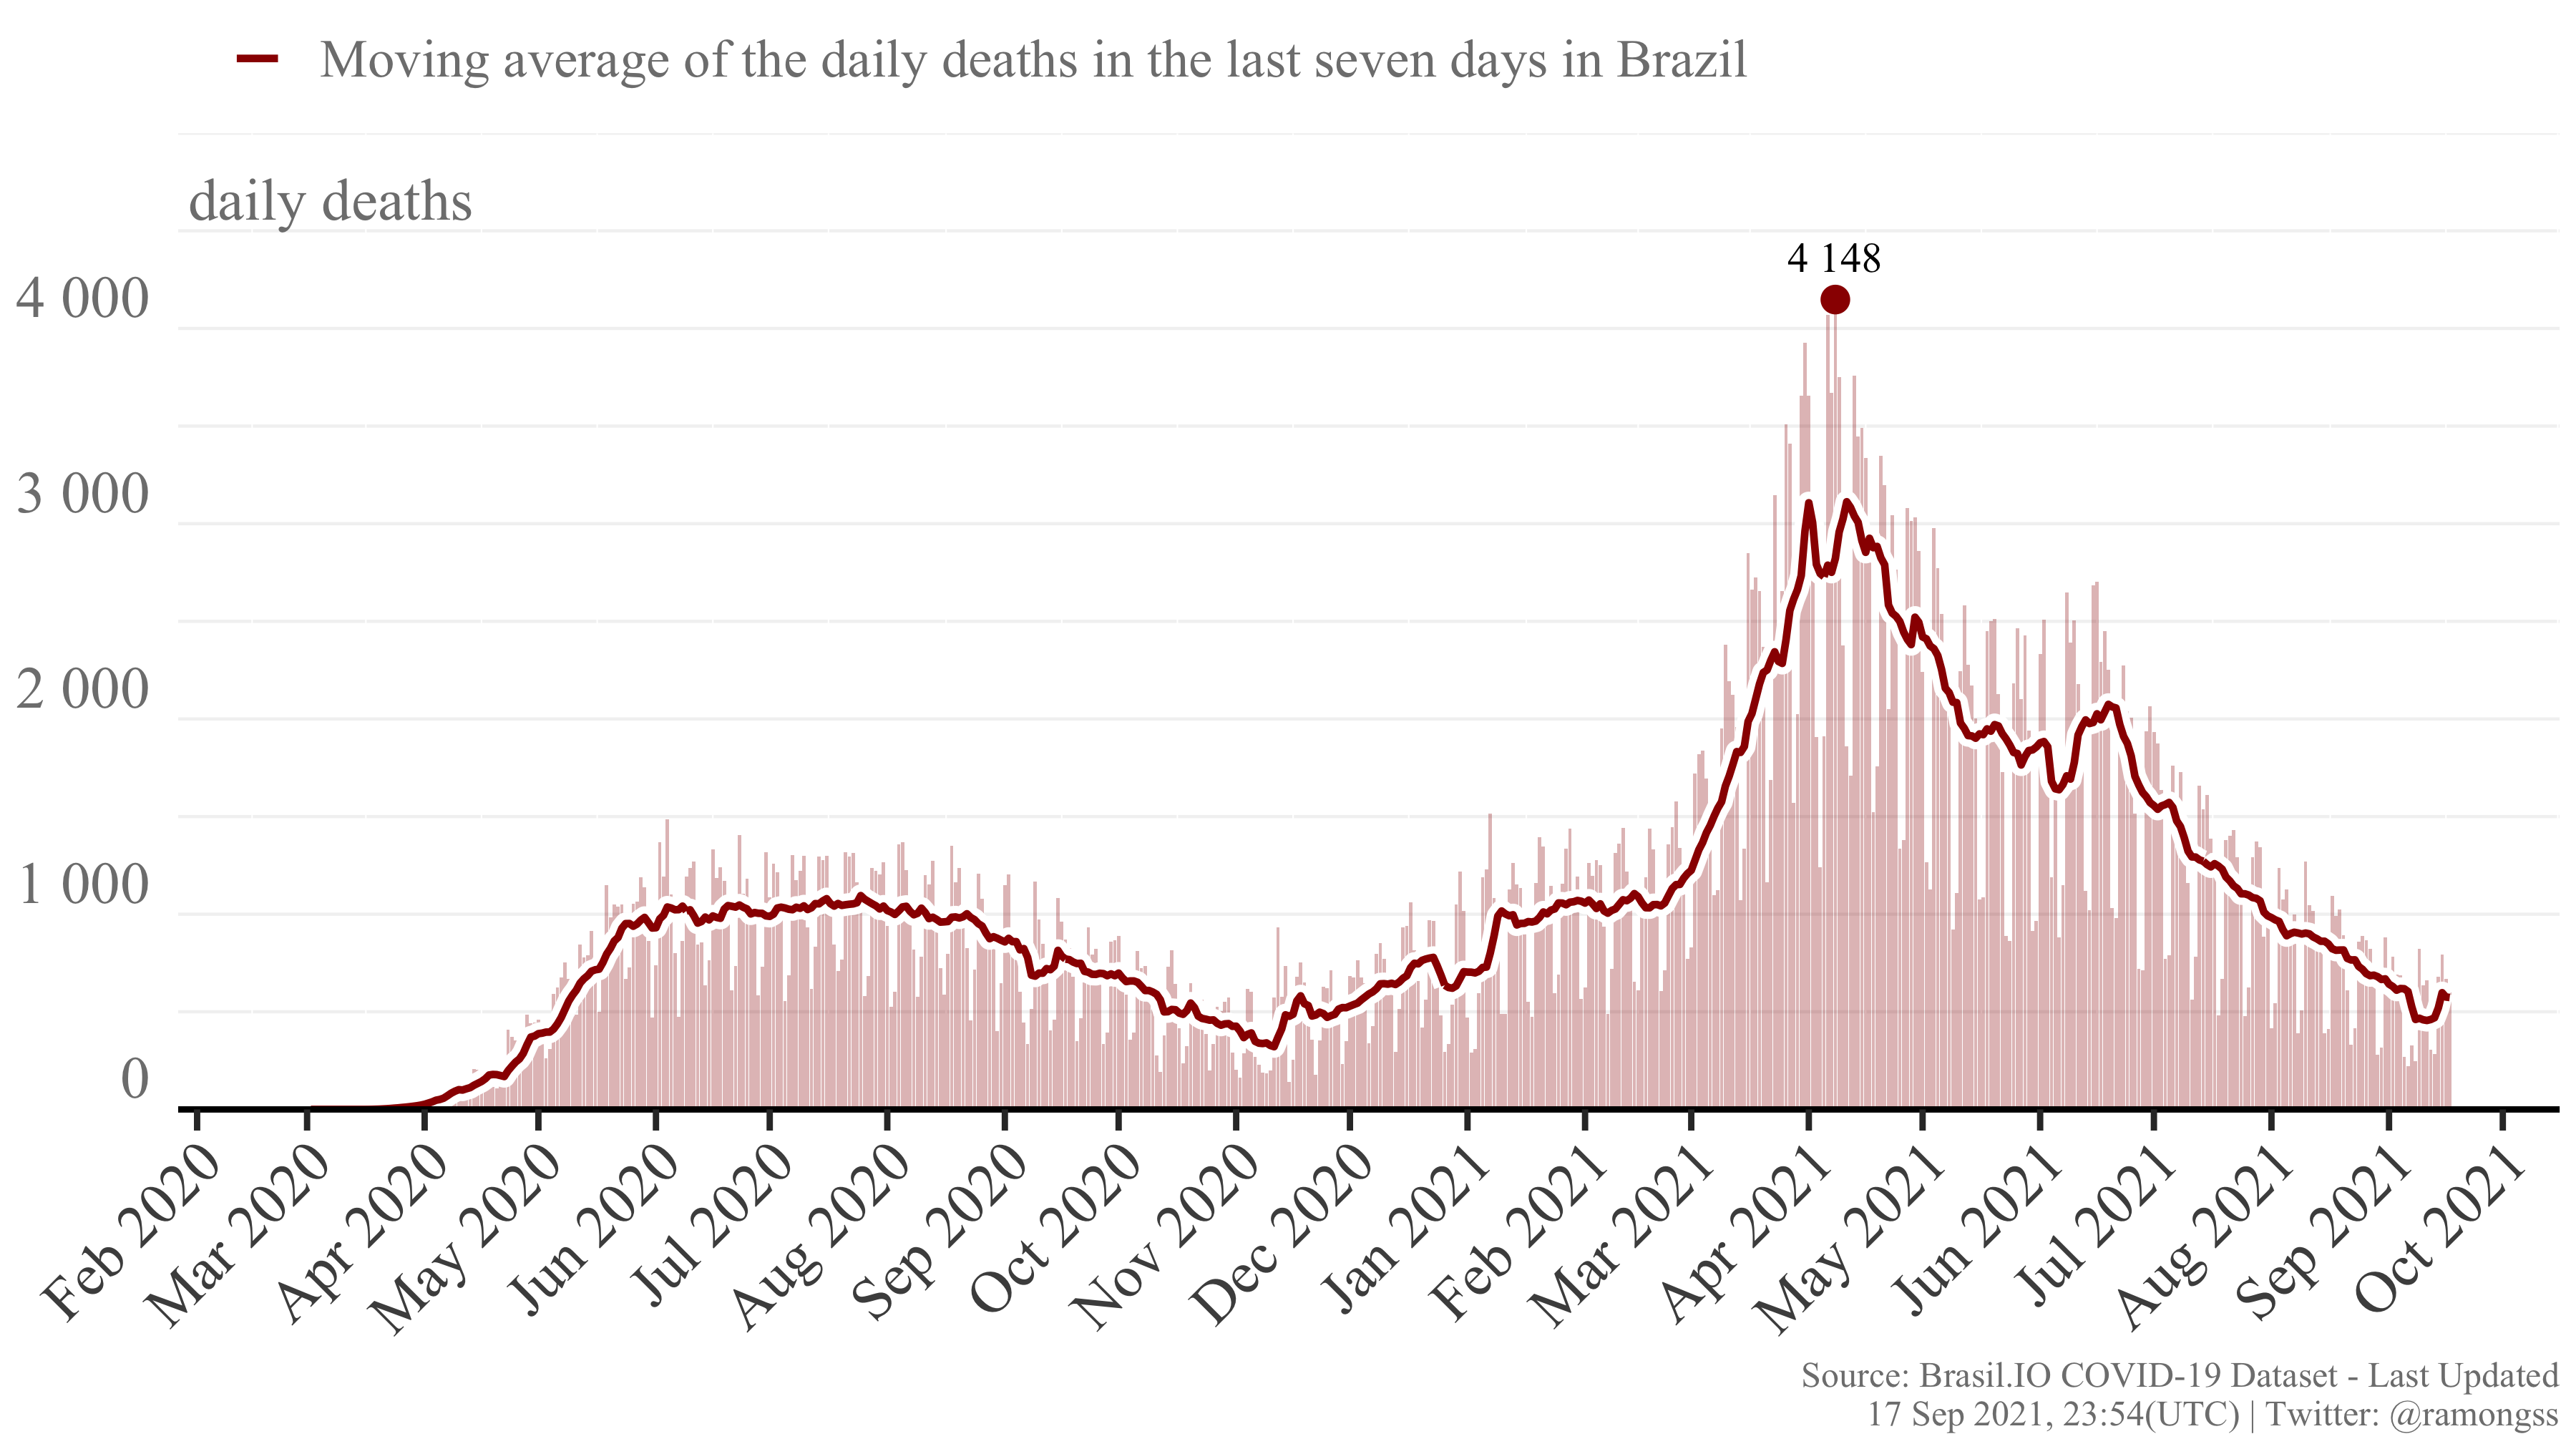 Moving average of the daily deaths in the last seven days in Brazil
daily deaths
4 148
4 000
3 000
2 000
1 000
0
Feb 2020
Mar 2020
Apr 2020
May 2020
Jun 2020
Jul 2020
Aug 2020
Sep 2020
Oct 2020
Nov 2020
Dec 2020
Jan 2021
Feb 2021
Mar 2021
Apr 2021
May 2021
Jun 2021
Jul 2021
Aug 2021
Sep 2021
Oct 2021
Source: Brasil.IO COVID-19 Dataset - Last Updated
17 Sep 2021, 23:54(UTC) | Twitter: @ramongss